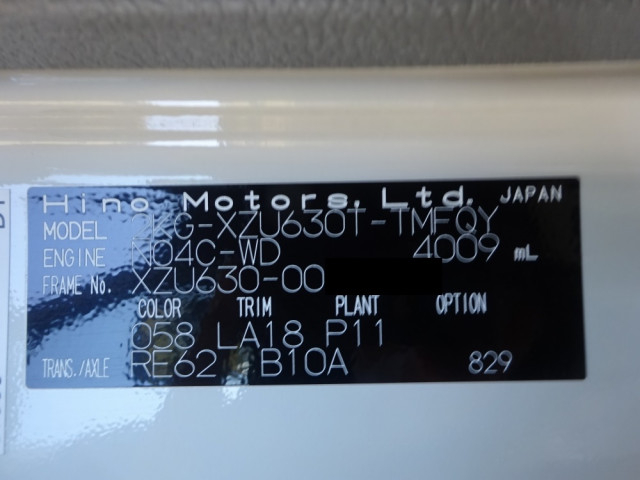 Hino Motors, Ltd. JAPAN
MODEL TKG-XZU630T-TMFQY
ENGINE N04C-WD 4009 mL
FRAME No. XZU630-00
COLOR TRIM PLANT OPTION
058 LA18 P11
TRANS./AXLE RE62 B10A 829